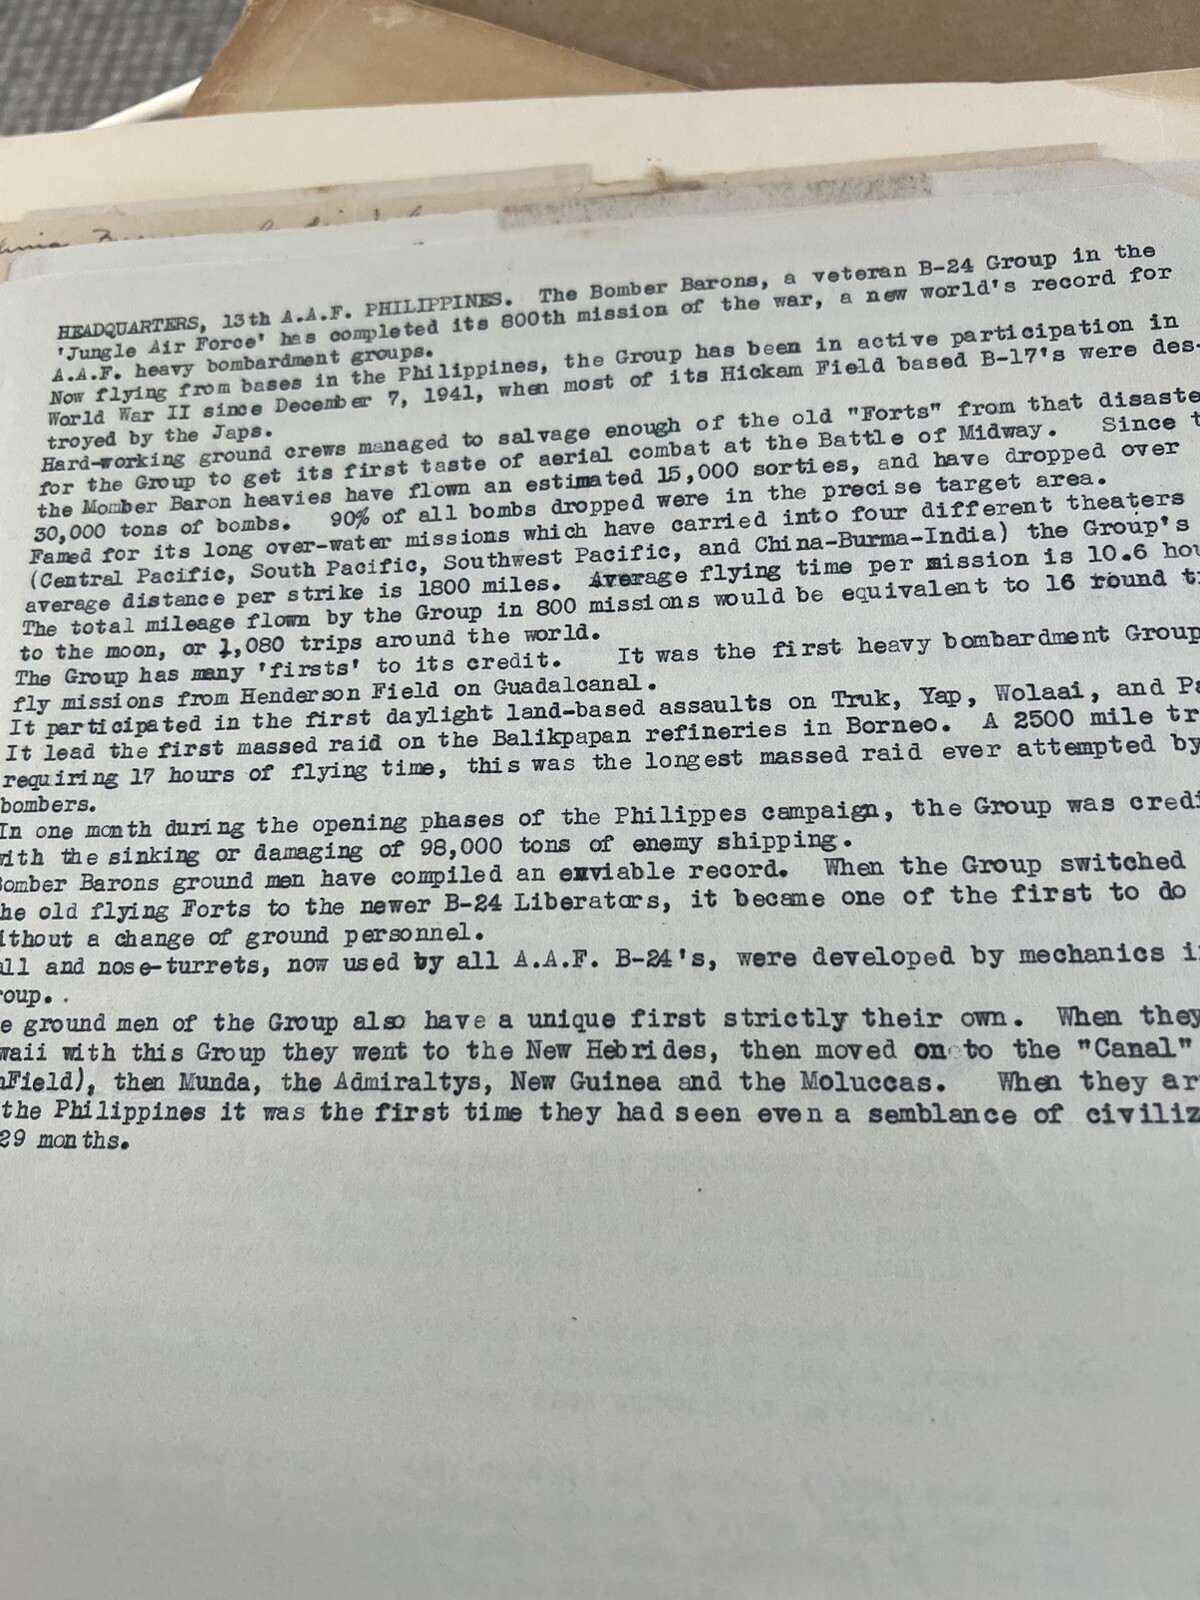 HEADQUARTERS, 13th A.A.F. PHILIPPINES. The Bomber Barons, a veteran B-24 Group in the
'Jungle Air Force' has completed its 800th mission of the war, a new world's record for
A.A.F. heavy bombardment groups.
Now flying from bases in the Philippines, the Group has been in active participation in
World War II since December 7, 1941, when most of its Hickam Field based B-17's were des-
troyed by the Japs.
Hard-working ground crews managed to salvage enough of the old "Forts" from that disaste
for the Group to get its first taste of aerial combat at the Battle of Midway. Since t
the Momber Baron heavies have flown an estimated 15,000 sorties, and have dropped over
30,000 tons of bombs. 90% of all bombs dropped were in the precise target area.
Famed for its long over-water missions which have carried into four different theaters
(Central Pacific, South Pacific, Southwest Pacific, and China-Burma-India) the Group's
average distance per strike is 1800 miles. Average flying time per mission is 10.6 hou
The total mileage flown by the Group in 800 missions would be equivalent to 16 round t
to the moon, or 1,080 trips around the world.
The Group has many 'firsts' to its credit. It was the first heavy bombardment Group
fly missions from Henderson Field on Guadalcanal.
It participated in the first daylight land-based assaults on Truk, Yap, Wolaai, and Pa
It lead the first massed raid on the Balikpapan refineries in Borneo. A 2500 mile tr
requiring 17 hours of flying time, this was the longest massed raid ever attempted by
bombers.
In one month during the opening phases of the Philippes campaign, the Group was credi
with the sinking or damaging of 98,000 tons of enemy shipping.
Bomber Barons ground men have compiled an enviable record. When the Group switched
he old flying Forts to the newer B-24 Liberators, it became one of the first to do
ithout a change of ground personnel.
all and nose-turrets, now used by all A.A.F. B-24's, were developed by mechanics i
roup. .
e ground men of the Group also have a unique first strictly their own. When they
waii with this Group they went to the New Hebrides, then moved on to the "Canal"
nField), then Munda, the Admiraltys, New Guinea and the Moluccas. When they ar
the Philippines it was the first time they had seen even a semblance of civiliz
29 months.